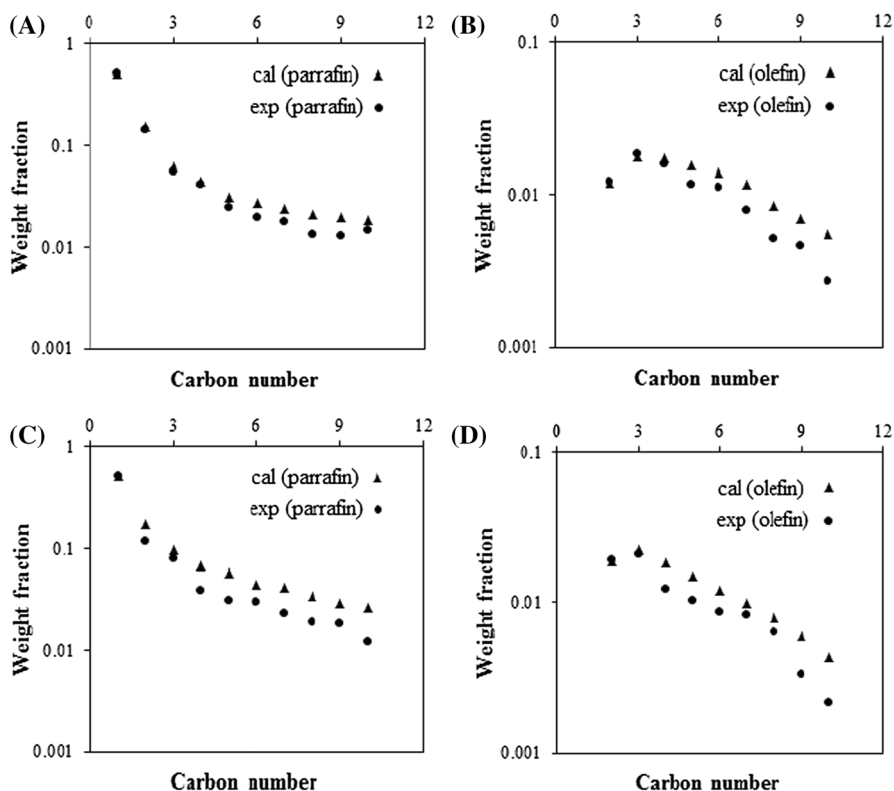 (A)
0 3 6 9 12
1
0.1
0.01
0.001
Weight fraction
cal (parrafin)
exp (parrafin)
Carbon number
(B)
0 3 6 9 12
0.1
0.01
0.001
Weight fraction
cal (olefin)
exp (olefin)
Carbon number
(C)
0 3 6 9 12
1
0.1
0.01
0.001
Weight fraction
cal (parrafin)
exp (parrafin)
Carbon number
(D)
0 3 6 9 12
0.1
0.01
0.001
Weight fraction
cal (olefin)
exp (olefin)
Carbon number